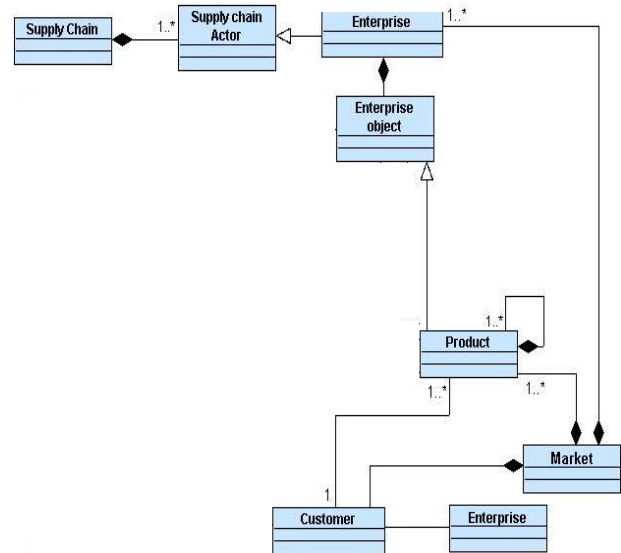 Supply Chain
1..*
Supply chain
Actor
Enterprise
1..*
Enterprise
object
1..*
Product
1..*
1..*
Market
1
Customer
Enterprise